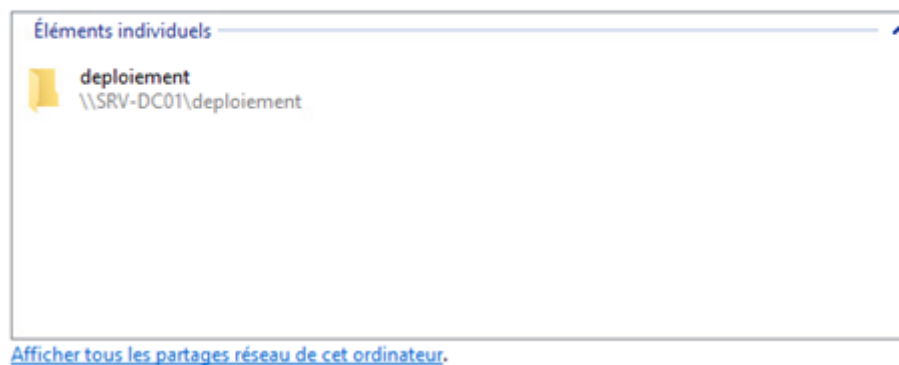 Éléments individuels
deploiement
\\SRV-DC01\deploiement
Afficher tous les partages réseau de cet ordinateur.